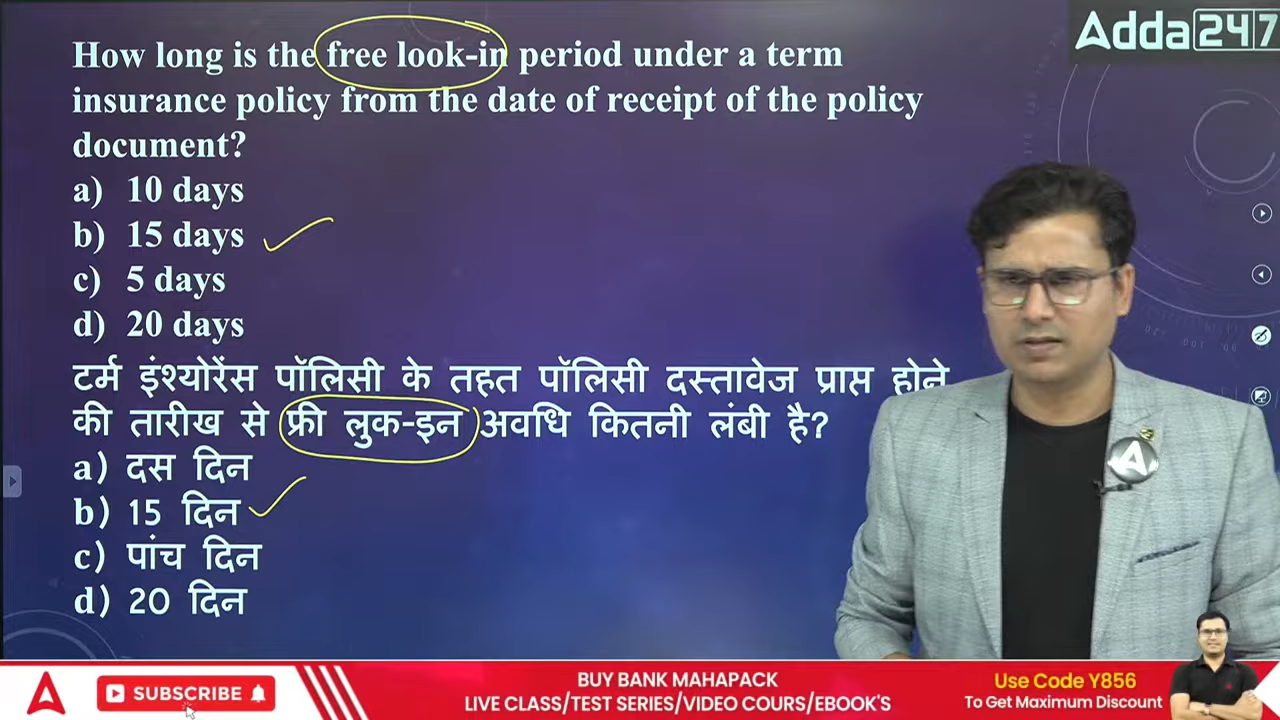 Adda247
How long is the free look-in period under a term
insurance policy from the date of receipt of the policy
document?
a) 10 days
b) 15 days
c) 5 days
d) 20 days
टर्म इंश्योरेंस पॉलिसी के तहत पॉलिसी दस्तावेज प्राप्त होने
की तारीख से फ्री लुक-इन अवधि कितनी लंबी है?
a) दस दिन
b) 15 दिन
c) पांच दिन
d) 20 दिन
SUBSCRIBE
BUY BANK MAHAPACK
LIVE CLASS/TEST SERIES/VIDEO COURS/EBOOK'S
Use Code Y856
To Get Maximum Discount